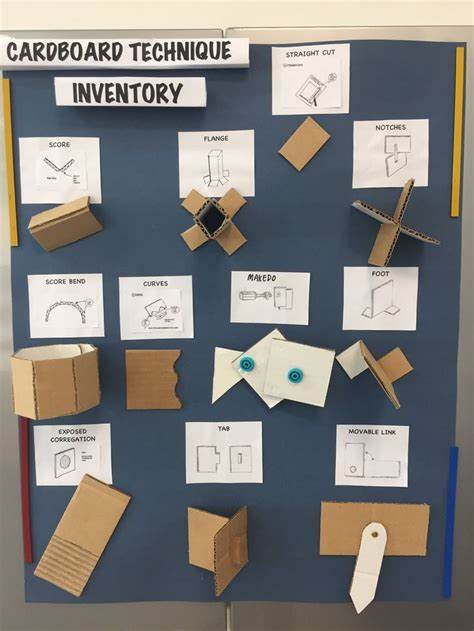 CARDBOARD TECHNIQUE
INVENTORY
STRAIGHT CUT
SCORE
FLANGE
NOTCHES
SCORE BEND
CURVES
MAKEDO
FOOT
EXPOSED
CORREGATION
TAB
MOVABLE LINK